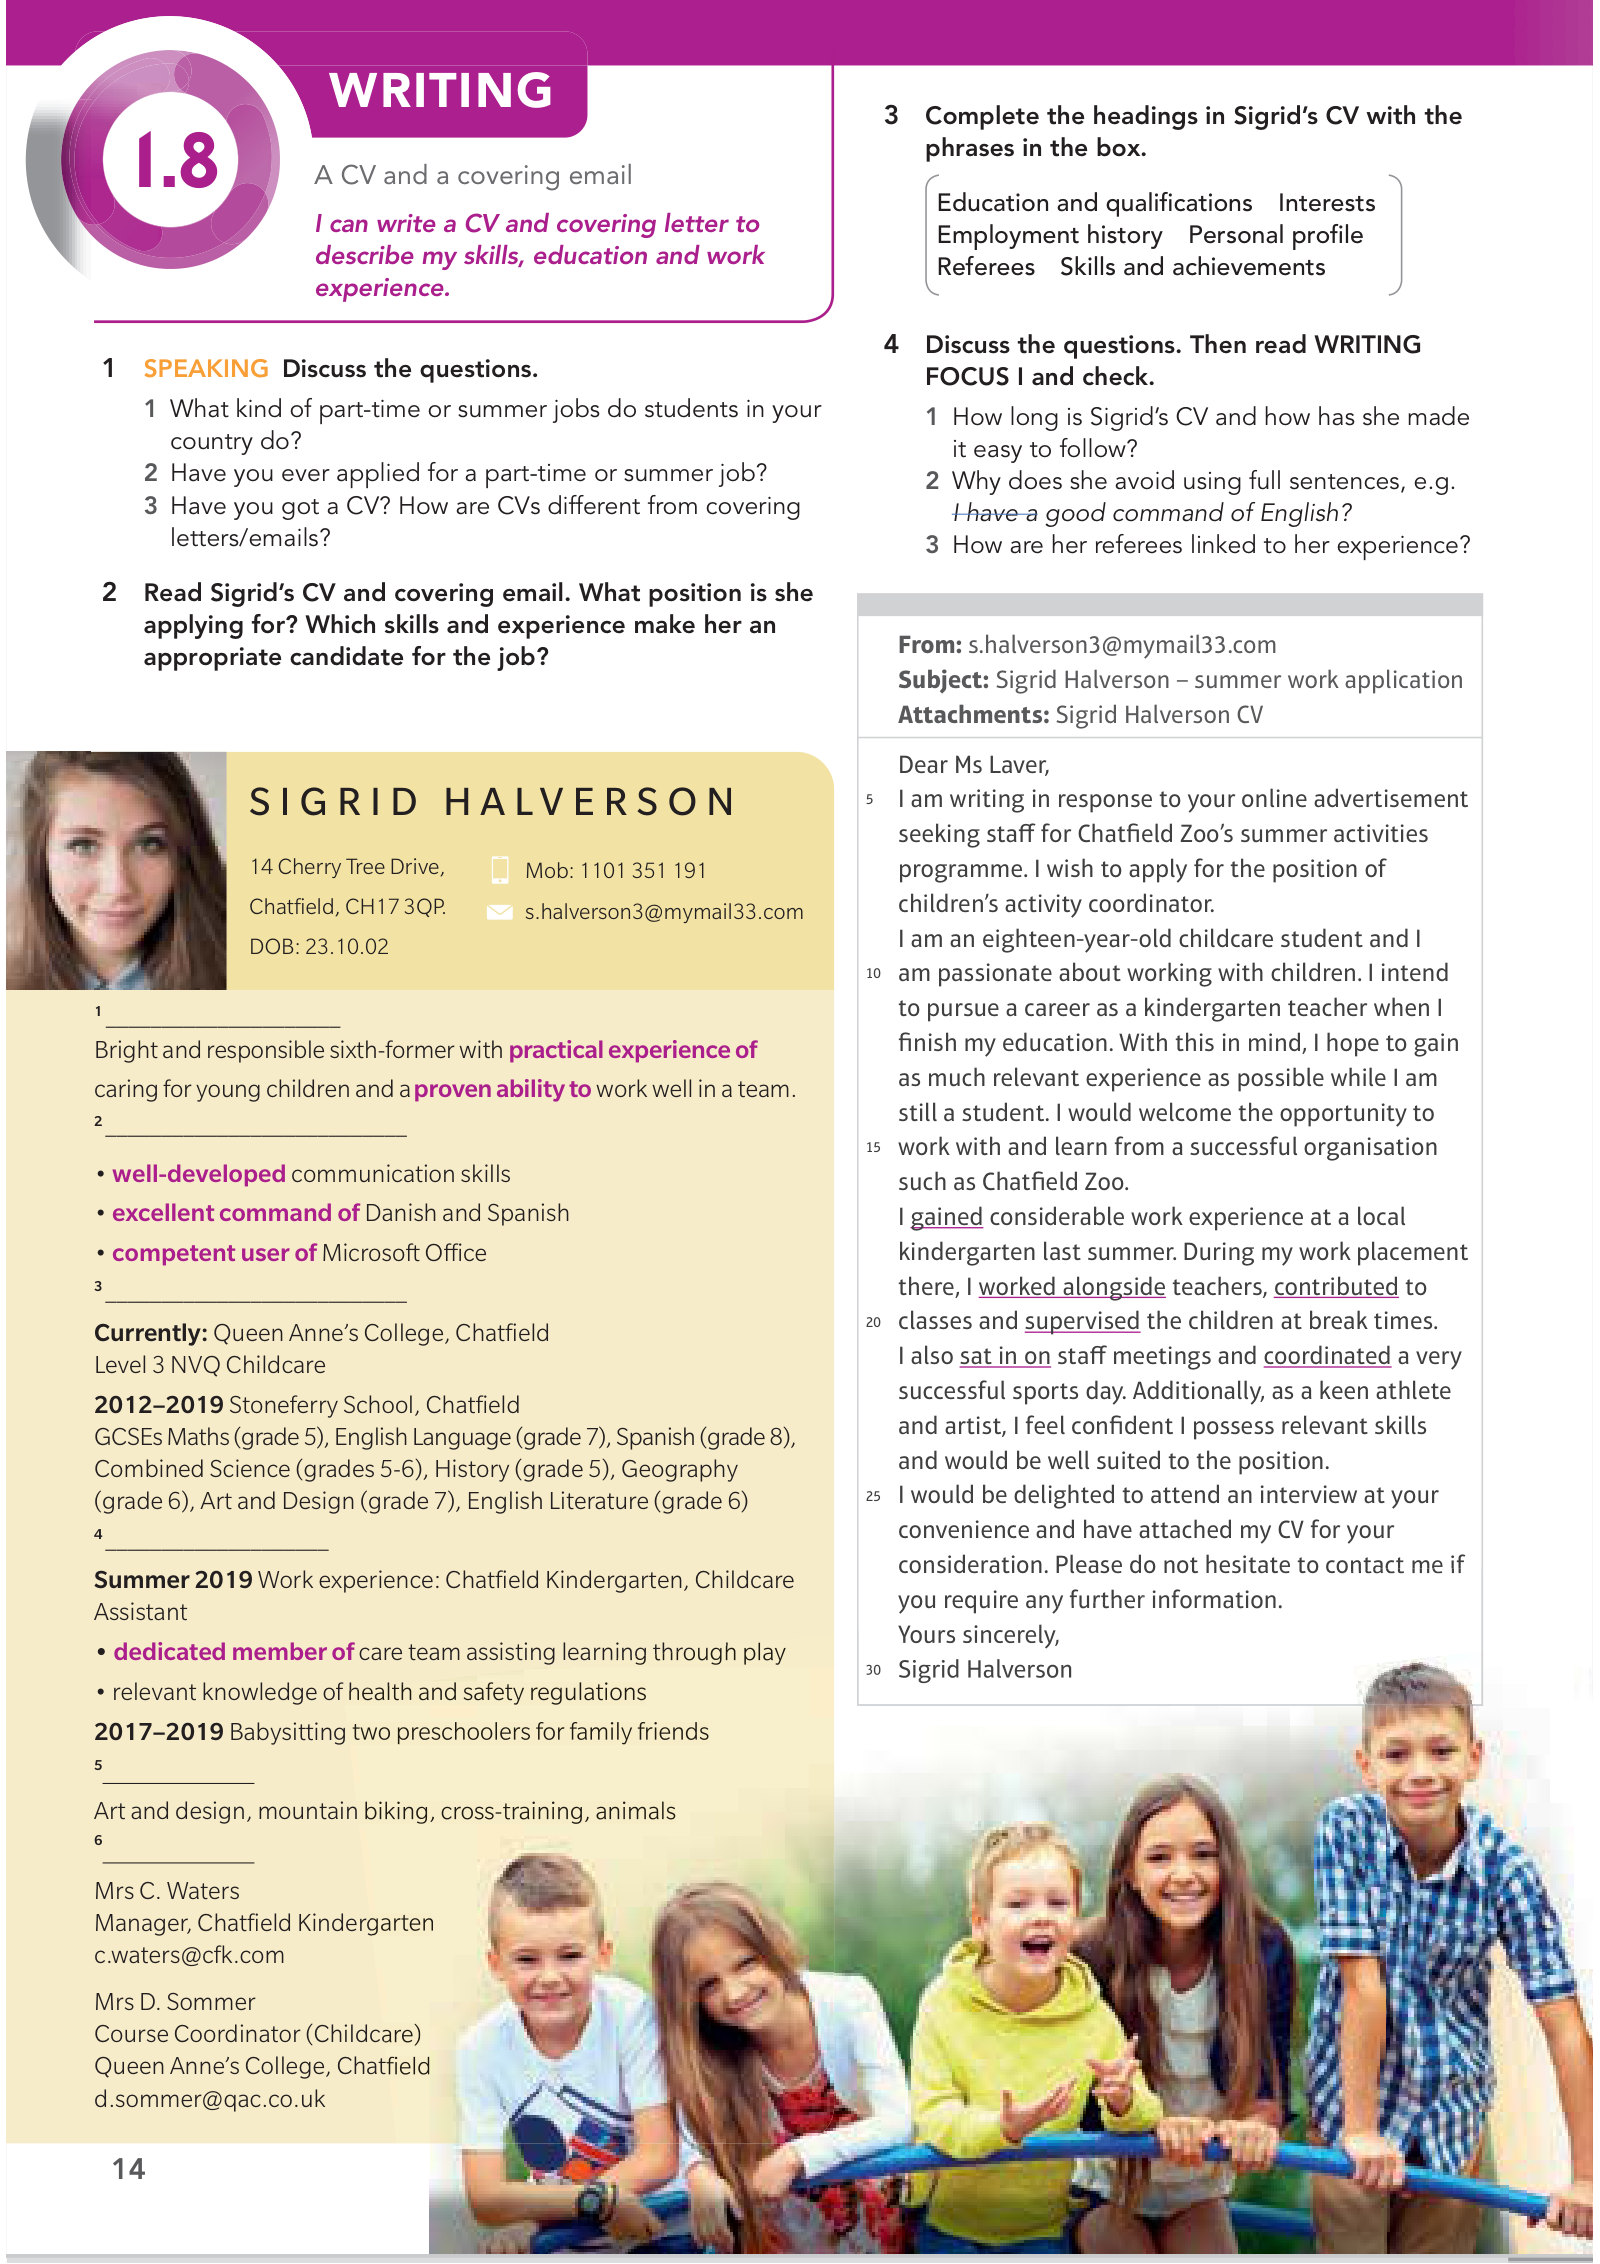 WRITING
1.8
A CV and a covering email
I can write a CV and covering letter to
describe my skills, education and work
experience.
1 SPEAKING Discuss the questions.
1 What kind of part-time or summer jobs do students in your
country do?
2 Have you ever applied for a part-time or summer job?
3 Have you got a CV? How are CVs different from covering
letters/emails?
2 Read Sigrid's CV and covering email. What position is she
applying for? Which skills and experience make her an
appropriate candidate for the job?
SIGRID HALVERSON
14 Cherry Tree Drive,
Chatfield, CH17 3QP.
DOB: 23.10.02
Mob: 1101 351 191
s.halverson3@mymail33.com
1 ____________________
Bright and responsible sixth-former with practical experience of
caring for young children and a proven ability to work well in a team.
2 ____________________
• well-developed communication skills
• excellent command of Danish and Spanish
• competent user of Microsoft Office
3 ____________________
Currently: Queen Anne's College, Chatfield
Level 3 NVQ Childcare
2012–2019 Stoneferry School, Chatfield
GCSEs Maths (grade 5), English Language (grade 7), Spanish (grade 8),
Combined Science (grades 5-6), History (grade 5), Geography
(grade 6), Art and Design (grade 7), English Literature (grade 6)
4 ____________________
Summer 2019 Work experience: Chatfield Kindergarten, Childcare
Assistant
• dedicated member of care team assisting learning through play
• relevant knowledge of health and safety regulations
2017–2019 Babysitting two preschoolers for family friends
5 ____________________
Art and design, mountain biking, cross-training, animals
6 ____________________
Mrs C. Waters
Manager, Chatfield Kindergarten
c.waters@cfk.com
Mrs D. Sommer
Course Coordinator (Childcare)
Queen Anne's College, Chatfield
d.sommer@qac.co.uk
14
3 Complete the headings in Sigrid's CV with the
phrases in the box.
Education and qualifications Interests
Employment history Personal profile
Referees Skills and achievements
4 Discuss the questions. Then read WRITING
FOCUS I and check.
1 How long is Sigrid's CV and how has she made
it easy to follow?
2 Why does she avoid using full sentences, e.g.
I have a good command of English?
3 How are her referees linked to her experience?
From: s.halverson3@mymail33.com
Subject: Sigrid Halverson – summer work application
Attachments: Sigrid Halverson CV
Dear Ms Laver,
5 I am writing in response to your online advertisement
seeking staff for Chatfield Zoo's summer activities
programme. I wish to apply for the position of
children's activity coordinator.
I am an eighteen-year-old childcare student and I
10 am passionate about working with children. I intend
to pursue a career as a kindergarten teacher when I
finish my education. With this in mind, I hope to gain
as much relevant experience as possible while I am
still a student. I would welcome the opportunity to
15 work with and learn from a successful organisation
such as Chatfield Zoo.
I gained considerable work experience at a local
kindergarten last summer. During my work placement
there, I worked alongside teachers, contributed to
20 classes and supervised the children at break times.
I also sat in on staff meetings and coordinated a very
successful sports day. Additionally, as a keen athlete
and artist, I feel confident I possess relevant skills
and would be well suited to the position.
25 I would be delighted to attend an interview at your
convenience and have attached my CV for your
consideration. Please do not hesitate to contact me if
you require any further information.
Yours sincerely,
30 Sigrid Halverson